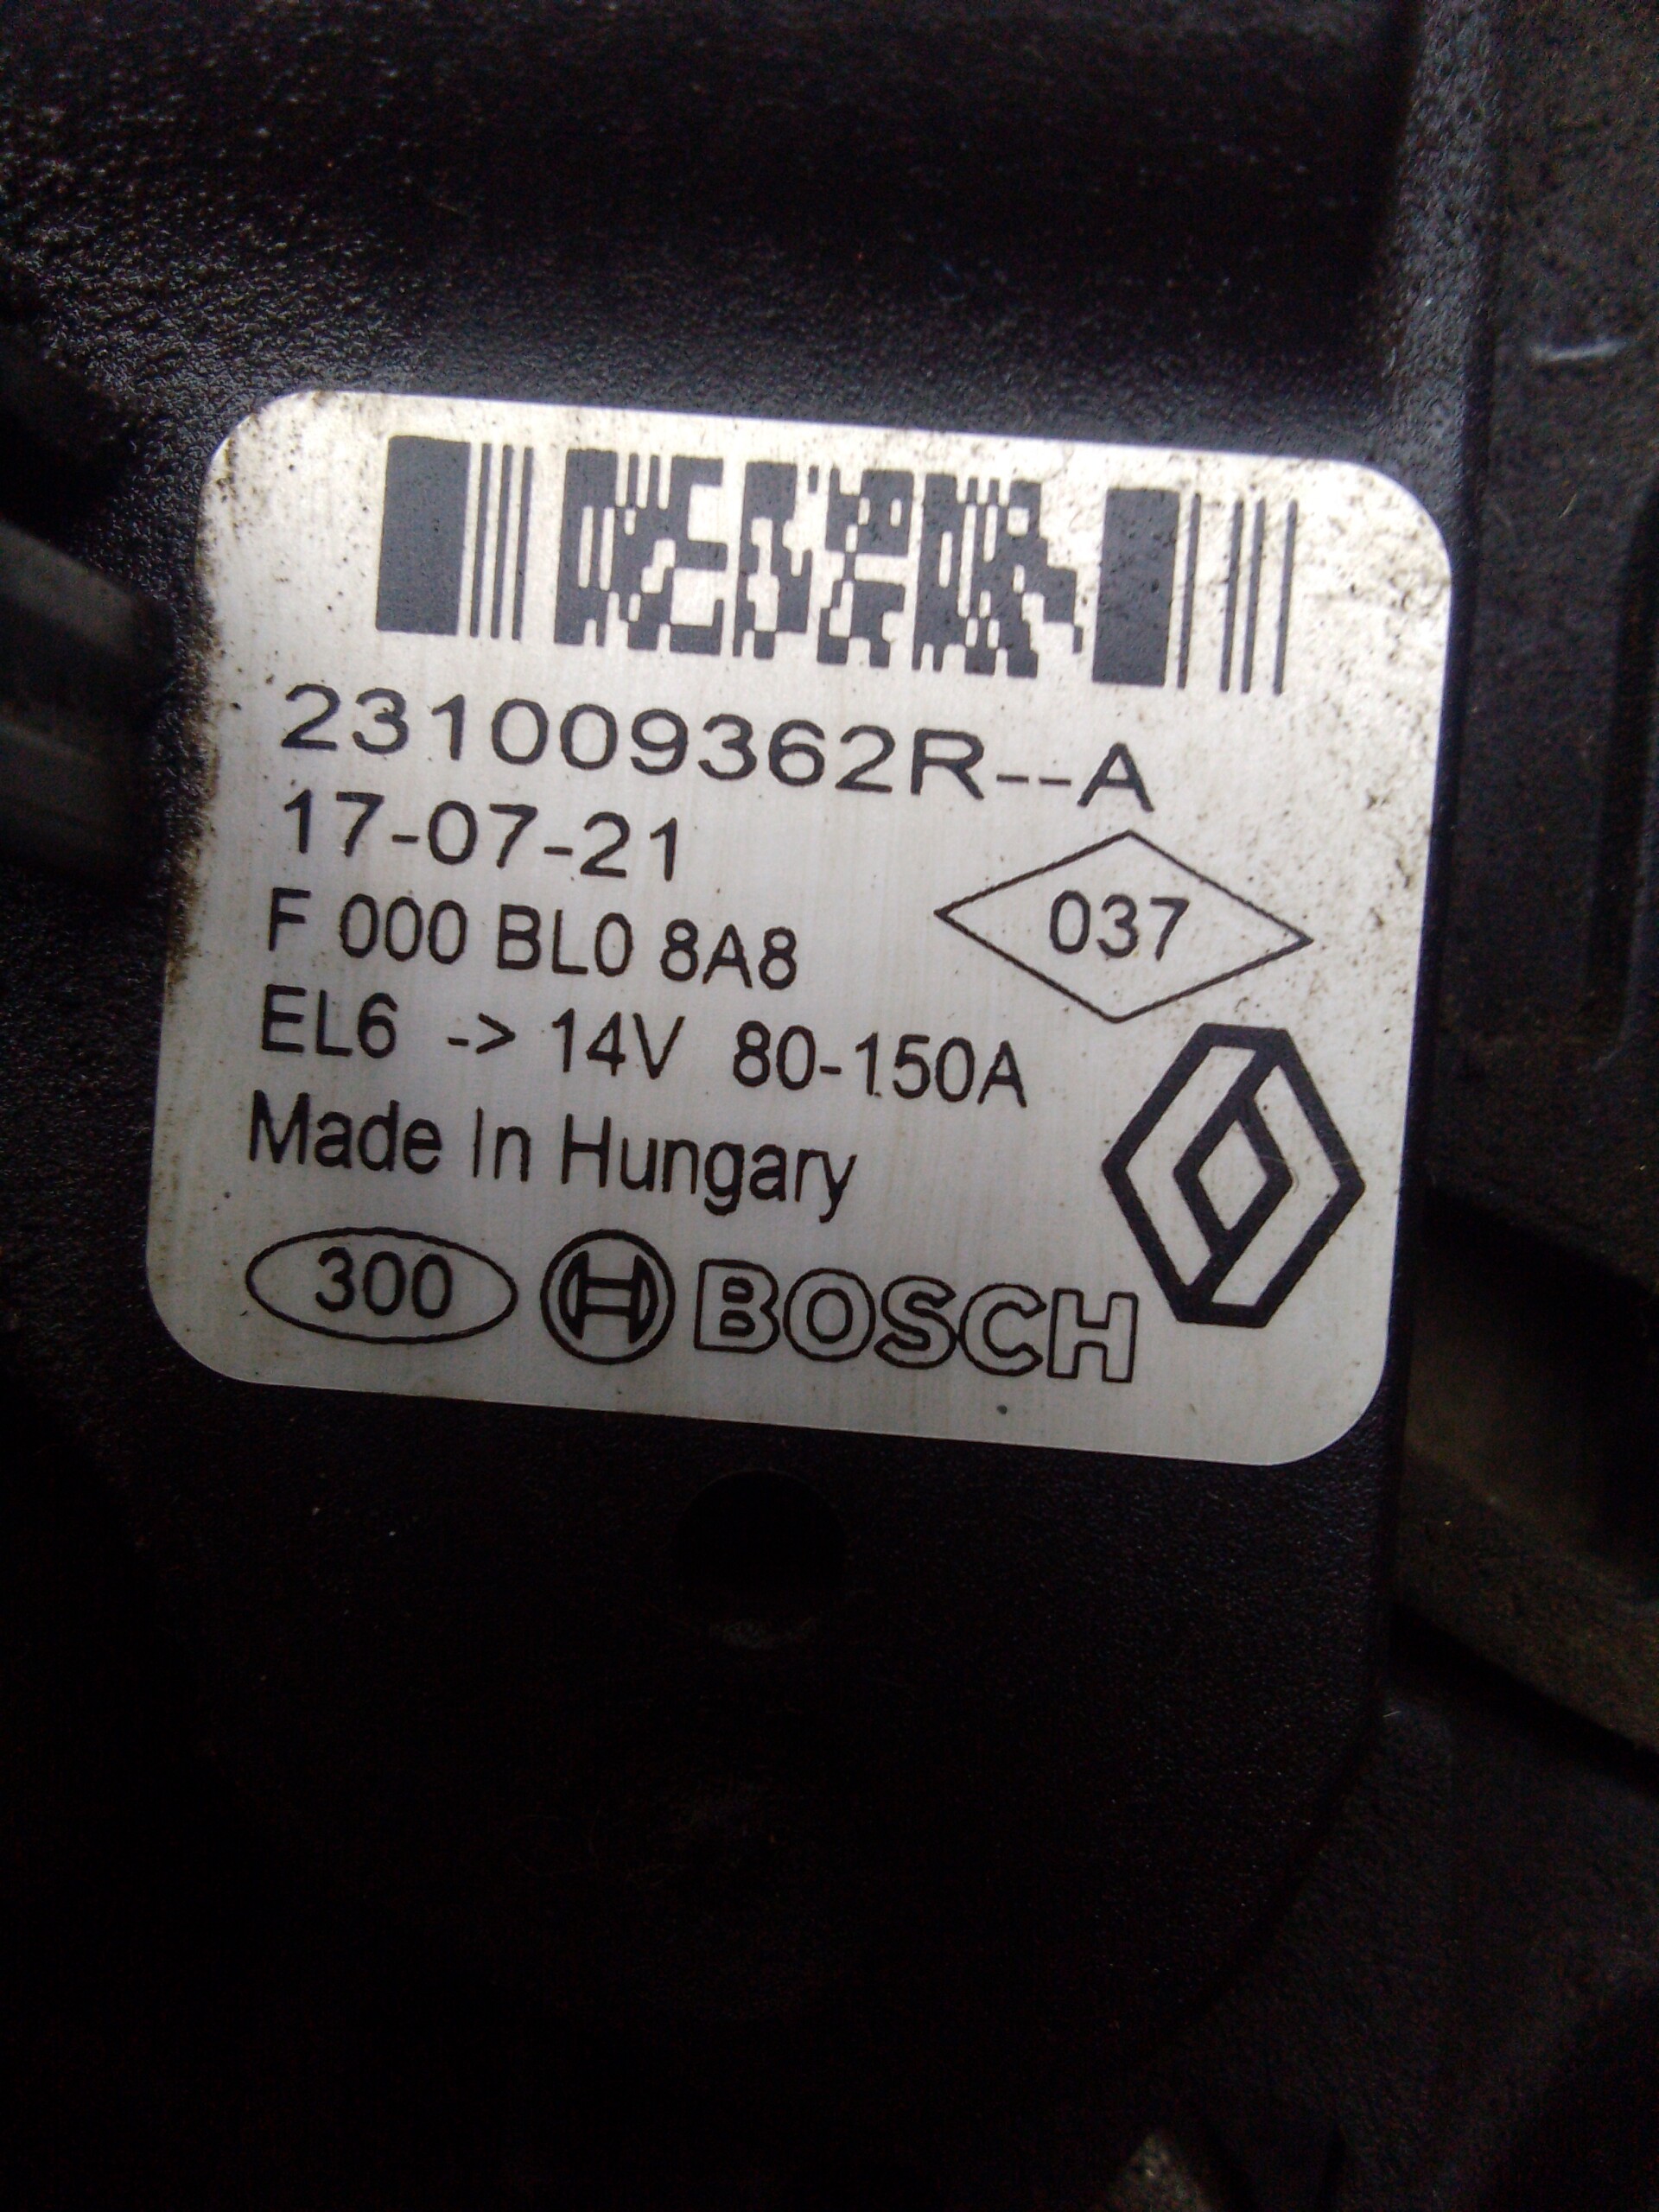 231009362R--A
17-07-21
F 000 BL0 8A8
037
EL6 -> 14V 80-150A
Made In Hungary
300 BOSCH